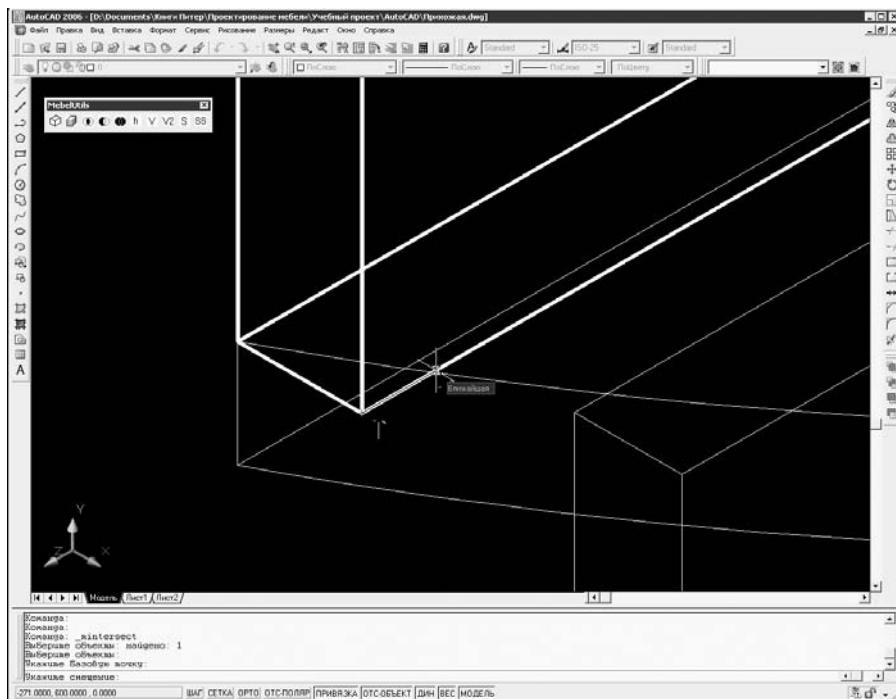 AutoCAD 2006 - [D:\Documents\Книги Питер\Проектирование мебели\Учебный проект\AutoCAD\Прихожая.dwg]
Файл Правка Вид Вставка Формат Сервис Рисование Размеры Редакт Окно Справка
Standard ISO-25 Standard
0 ПоСлою ПоСлою ПоСлою ПоЦвету
MebelUtils
h V V2 S SS
A
Ближайшая
Y
Z X
Модель Лист1 Лист2
Команда:
Команда:
Команда: _mintersect
Выберите объекты: найдено: 1
Выберите объекты:
Укажите базовую точку:
Укажите смещение:
-271.0000, 600.0000, 0.0000 ШАГ СЕТКА ОРТО ОТС-ПОЛЯР ПРИВЯЗКА ОТС-ОБЪЕКТ ДИН ВЕС МОДЕЛЬ